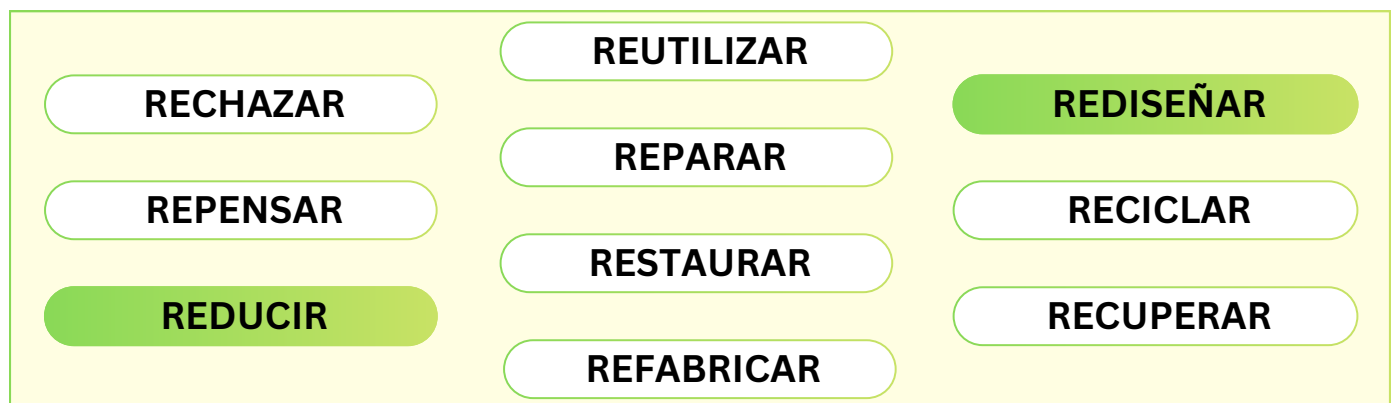 RECHAZAR
REPENSAR
REDUCIR
REUTILIZAR
REPARAR
RESTAURAR
REFABRICAR
REDISEÑAR
RECICLAR
RECUPERAR